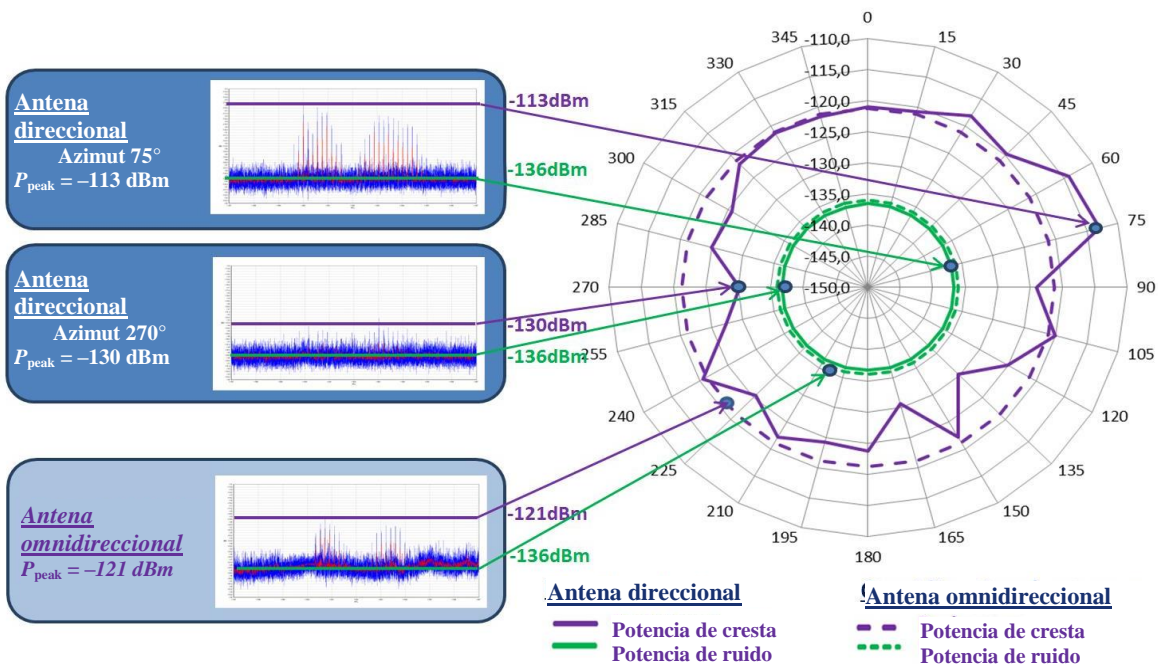 Antena
direccional
Azimut 75°
Ppeak = –113 dBm
Antena
direccional
Azimut 270°
Ppeak = –130 dBm
Antena
omnidireccional
Ppeak = –121 dBm
-113dBm
-136dBm
-130dBm
-136dBm
-121dBm
-136dBm
0
15
30
45
60
75
90
105
120
135
150
165
180
195
210
225
240
255
270
285
300
315
330
345
-110,0
-115,0
-120,0
-125,0
-130,0
-135,0
-140,0
-145,0
-150,0
Antena direccional
Potencia de cresta
Potencia de ruido
Antena omnidireccional
Potencia de cresta
Potencia de ruido